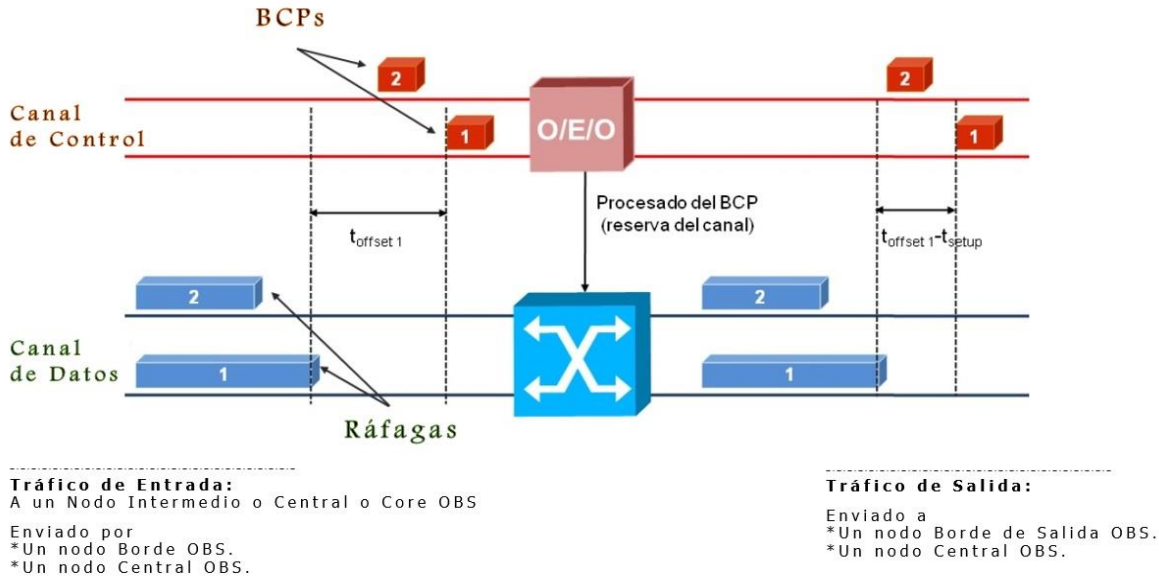 BCPs
2
2
Canal
de Control
1
O/E/O
1
Procesado del BCP
(reserva del canal)
toffset 1
toffset 1-tsetup
2
2
Canal
de Datos
1
1
Ráfagas
Tráfico de Entrada:
A un Nodo Intermedio o Central o Core OBS
Enviado por
*Un nodo Borde OBS.
*Un nodo Central OBS.
Tráfico de Salida:
Enviado a
*Un nodo Borde de Salida OBS.
*Un nodo Central OBS.